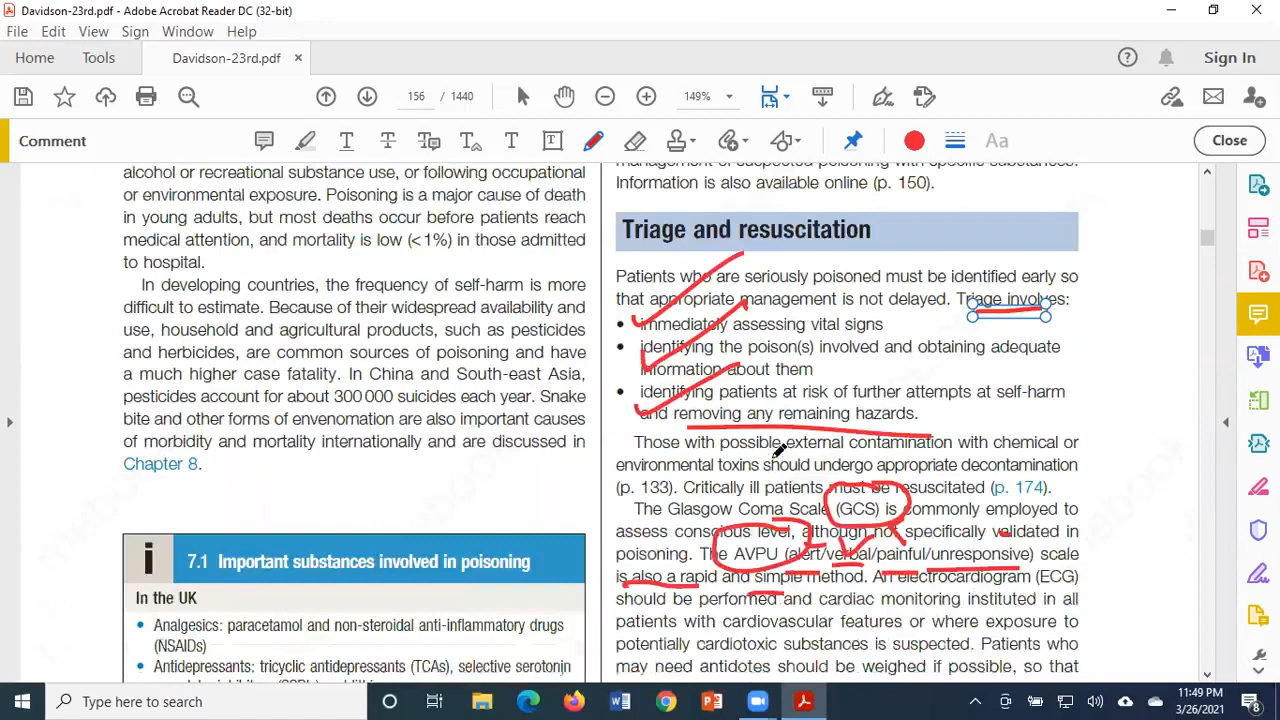 Davidson-23rd.pdf - Adobe Acrobat Reader DC (32-bit)
File Edit View Sign Window Help
Home Tools Davidson-23rd.pdf × Sign In
156 / 1440 149%
Comment Aa Close
alcohol or recreational substance use, or following occupational
or environmental exposure. Poisoning is a major cause of death
in young adults, but most deaths occur before patients reach
medical attention, and mortality is low (<1%) in those admitted
to hospital.
In developing countries, the frequency of self-harm is more
difficult to estimate. Because of their widespread availability and
use, household and agricultural products, such as pesticides
and herbicides, are common sources of poisoning and have
a much higher case fatality. In China and South-east Asia,
pesticides account for about 300 000 suicides each year. Snake
bite and other forms of envenomation are also important causes
of morbidity and mortality internationally and are discussed in
Chapter 8.
i 7.1 Important substances involved in poisoning
In the UK
• Analgesics: paracetamol and non-steroidal anti-inflammatory drugs
(NSAIDs)
• Antidepressants: tricyclic antidepressants (TCAs), selective serotonin
management of suspected poisoning with specific substances.
Information is also available online (p. 150).
Triage and resuscitation
Patients who are seriously poisoned must be identified early so
that appropriate management is not delayed. Triage involves:
• immediately assessing vital signs
• identifying the poison(s) involved and obtaining adequate
information about them
• identifying patients at risk of further attempts at self-harm
and removing any remaining hazards.
Those with possible external contamination with chemical or
environmental toxins should undergo appropriate decontamination
(p. 133). Critically ill patients must be resuscitated (p. 174).
The Glasgow Coma Scale (GCS) is commonly employed to
assess conscious level, although not specifically validated in
poisoning. The AVPU (alert/verbal/painful/unresponsive) scale
is also a rapid and simple method. An electrocardiogram (ECG)
should be performed and cardiac monitoring instituted in all
patients with cardiovascular features or where exposure to
potentially cardiotoxic substances is suspected. Patients who
may need antidotes should be weighed if possible, so that
Type here to search
11:49 PM
3/26/2021
8